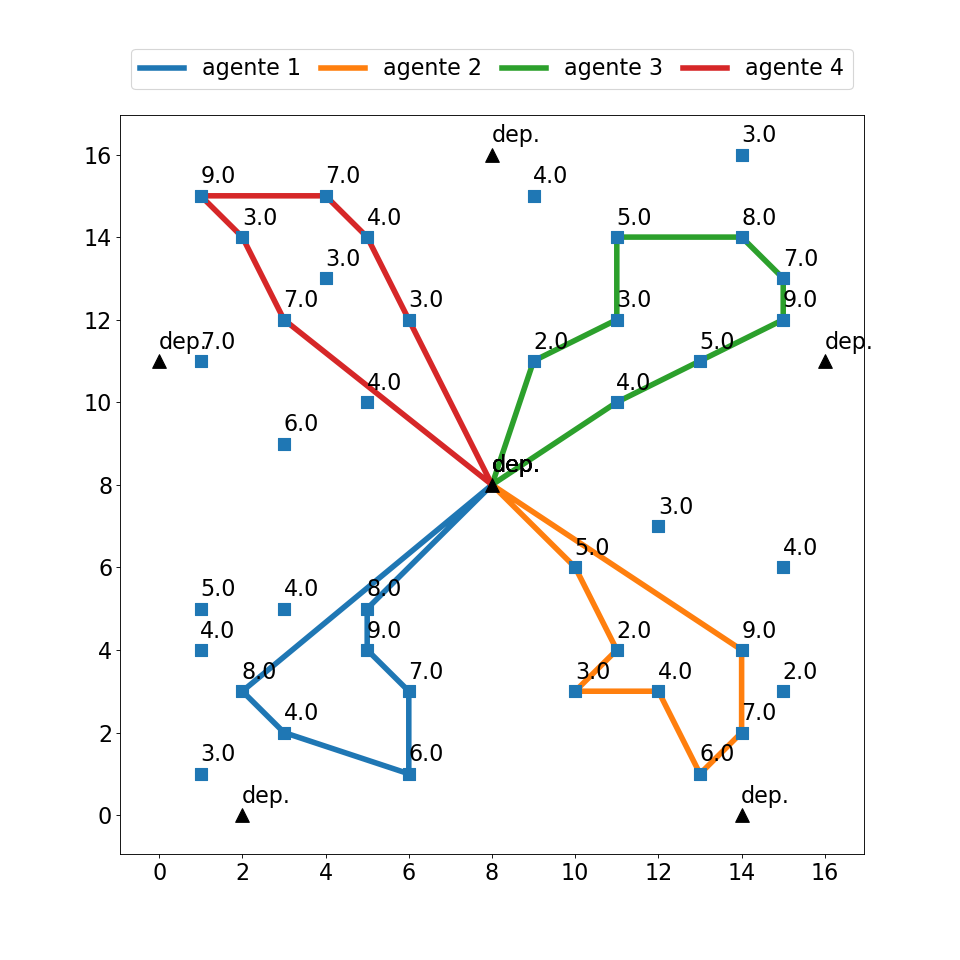 agente 1 agente 2 agente 3 agente 4
dep. 3.0
16
9.0 7.0 4.0
3.0 4.0 5.0 8.0
14
3.0 7.0
7.0 3.0 3.0 9.0
12
dep. 7.0 2.0 5.0 dep.
4.0 4.0
10
6.0
dep.
8
3.0
5.0 4.0
6
5.0 4.0 8.0
4.0 9.0 2.0 9.0
4
8.0 7.0 3.0 4.0 2.0
4.0 7.0
2
3.0 6.0 6.0
dep. dep.
0
0 2 4 6 8 10 12 14 16